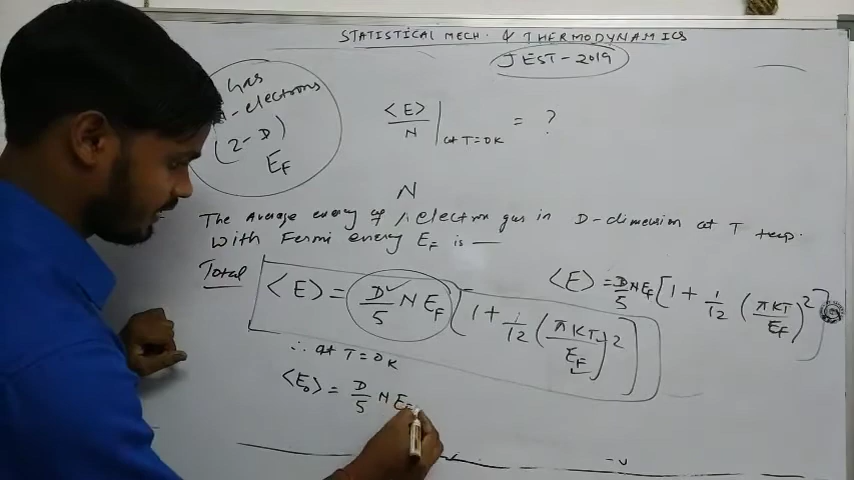 STATISTICAL MECH. & THERMODYNAMICS
JEST-2019
Gas
-electrons
(2-D)
E_F
<E>/N | at T=0K = ?
N
The Average energy of ∧ electron gas in D-dimension at T temp.
with Fermi energy E_F is —
Total <E> = D/5 N E_F [1 + 1/12 (πKT/E_F)^2]
<E> = D/5 N E_F [1 + 1/12 (πKT/E_F)^2]
∴ at T=0K
<E_0> = D/5 N E_F